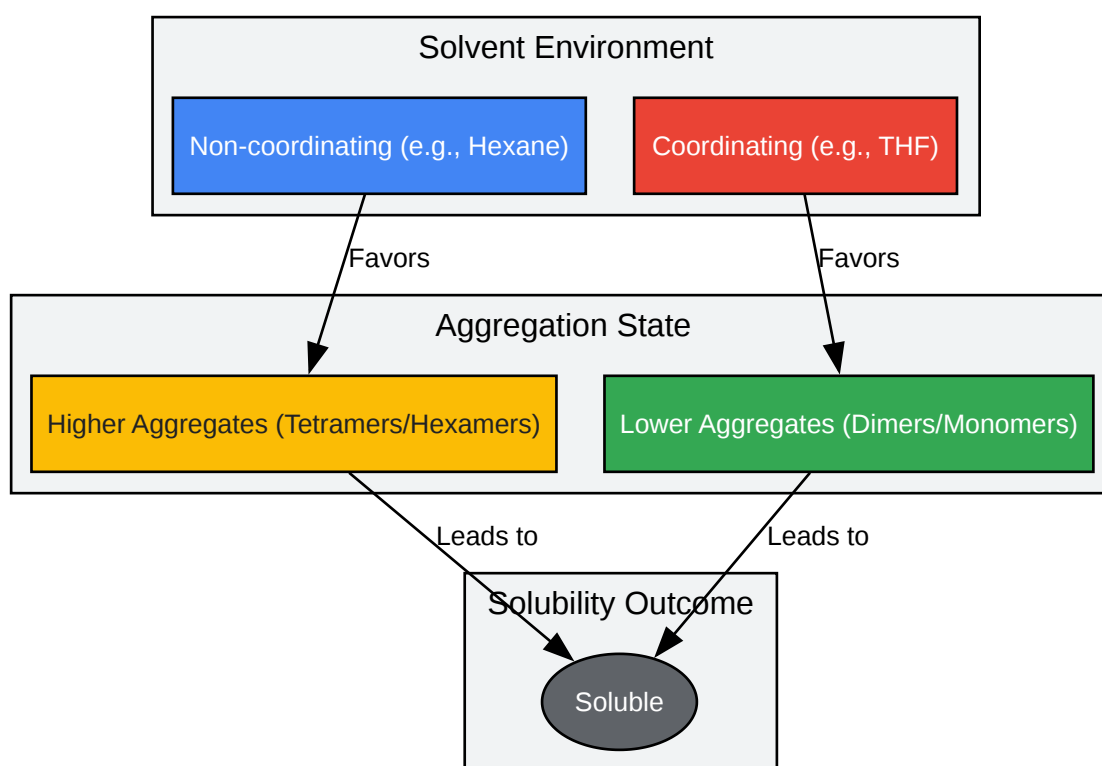 Solvent Environment
Non-coordinating (e.g., Hexane)
Coordinating (e.g., THF)
Favors
Favors
Aggregation State
Higher Aggregates (Tetramers/Hexamers)
Lower Aggregates (Dimers/Monomers)
Leads to
Leads to
Solubility Outcome
Soluble